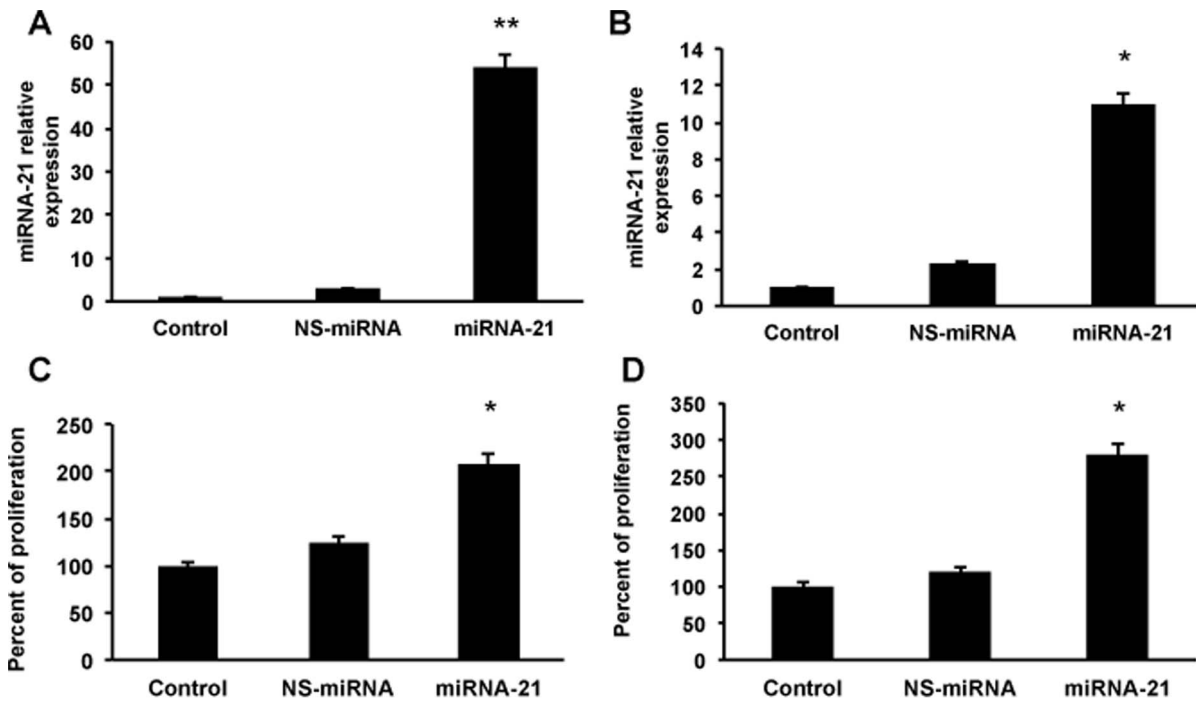 A
**
miRNA-21 relative
expression
60
50
40
30
20
10
0
Control NS-miRNA miRNA-21
B
*
miRNA-21 relative
expression
14
12
10
8
6
4
2
0
Control NS-miRNA miRNA-21
C
*
Percent of proliferation
250
200
150
100
50
0
Control NS-miRNA miRNA-21
D
*
Percent of proliferation
350
300
250
200
150
100
50
0
Control NS-miRNA miRNA-21